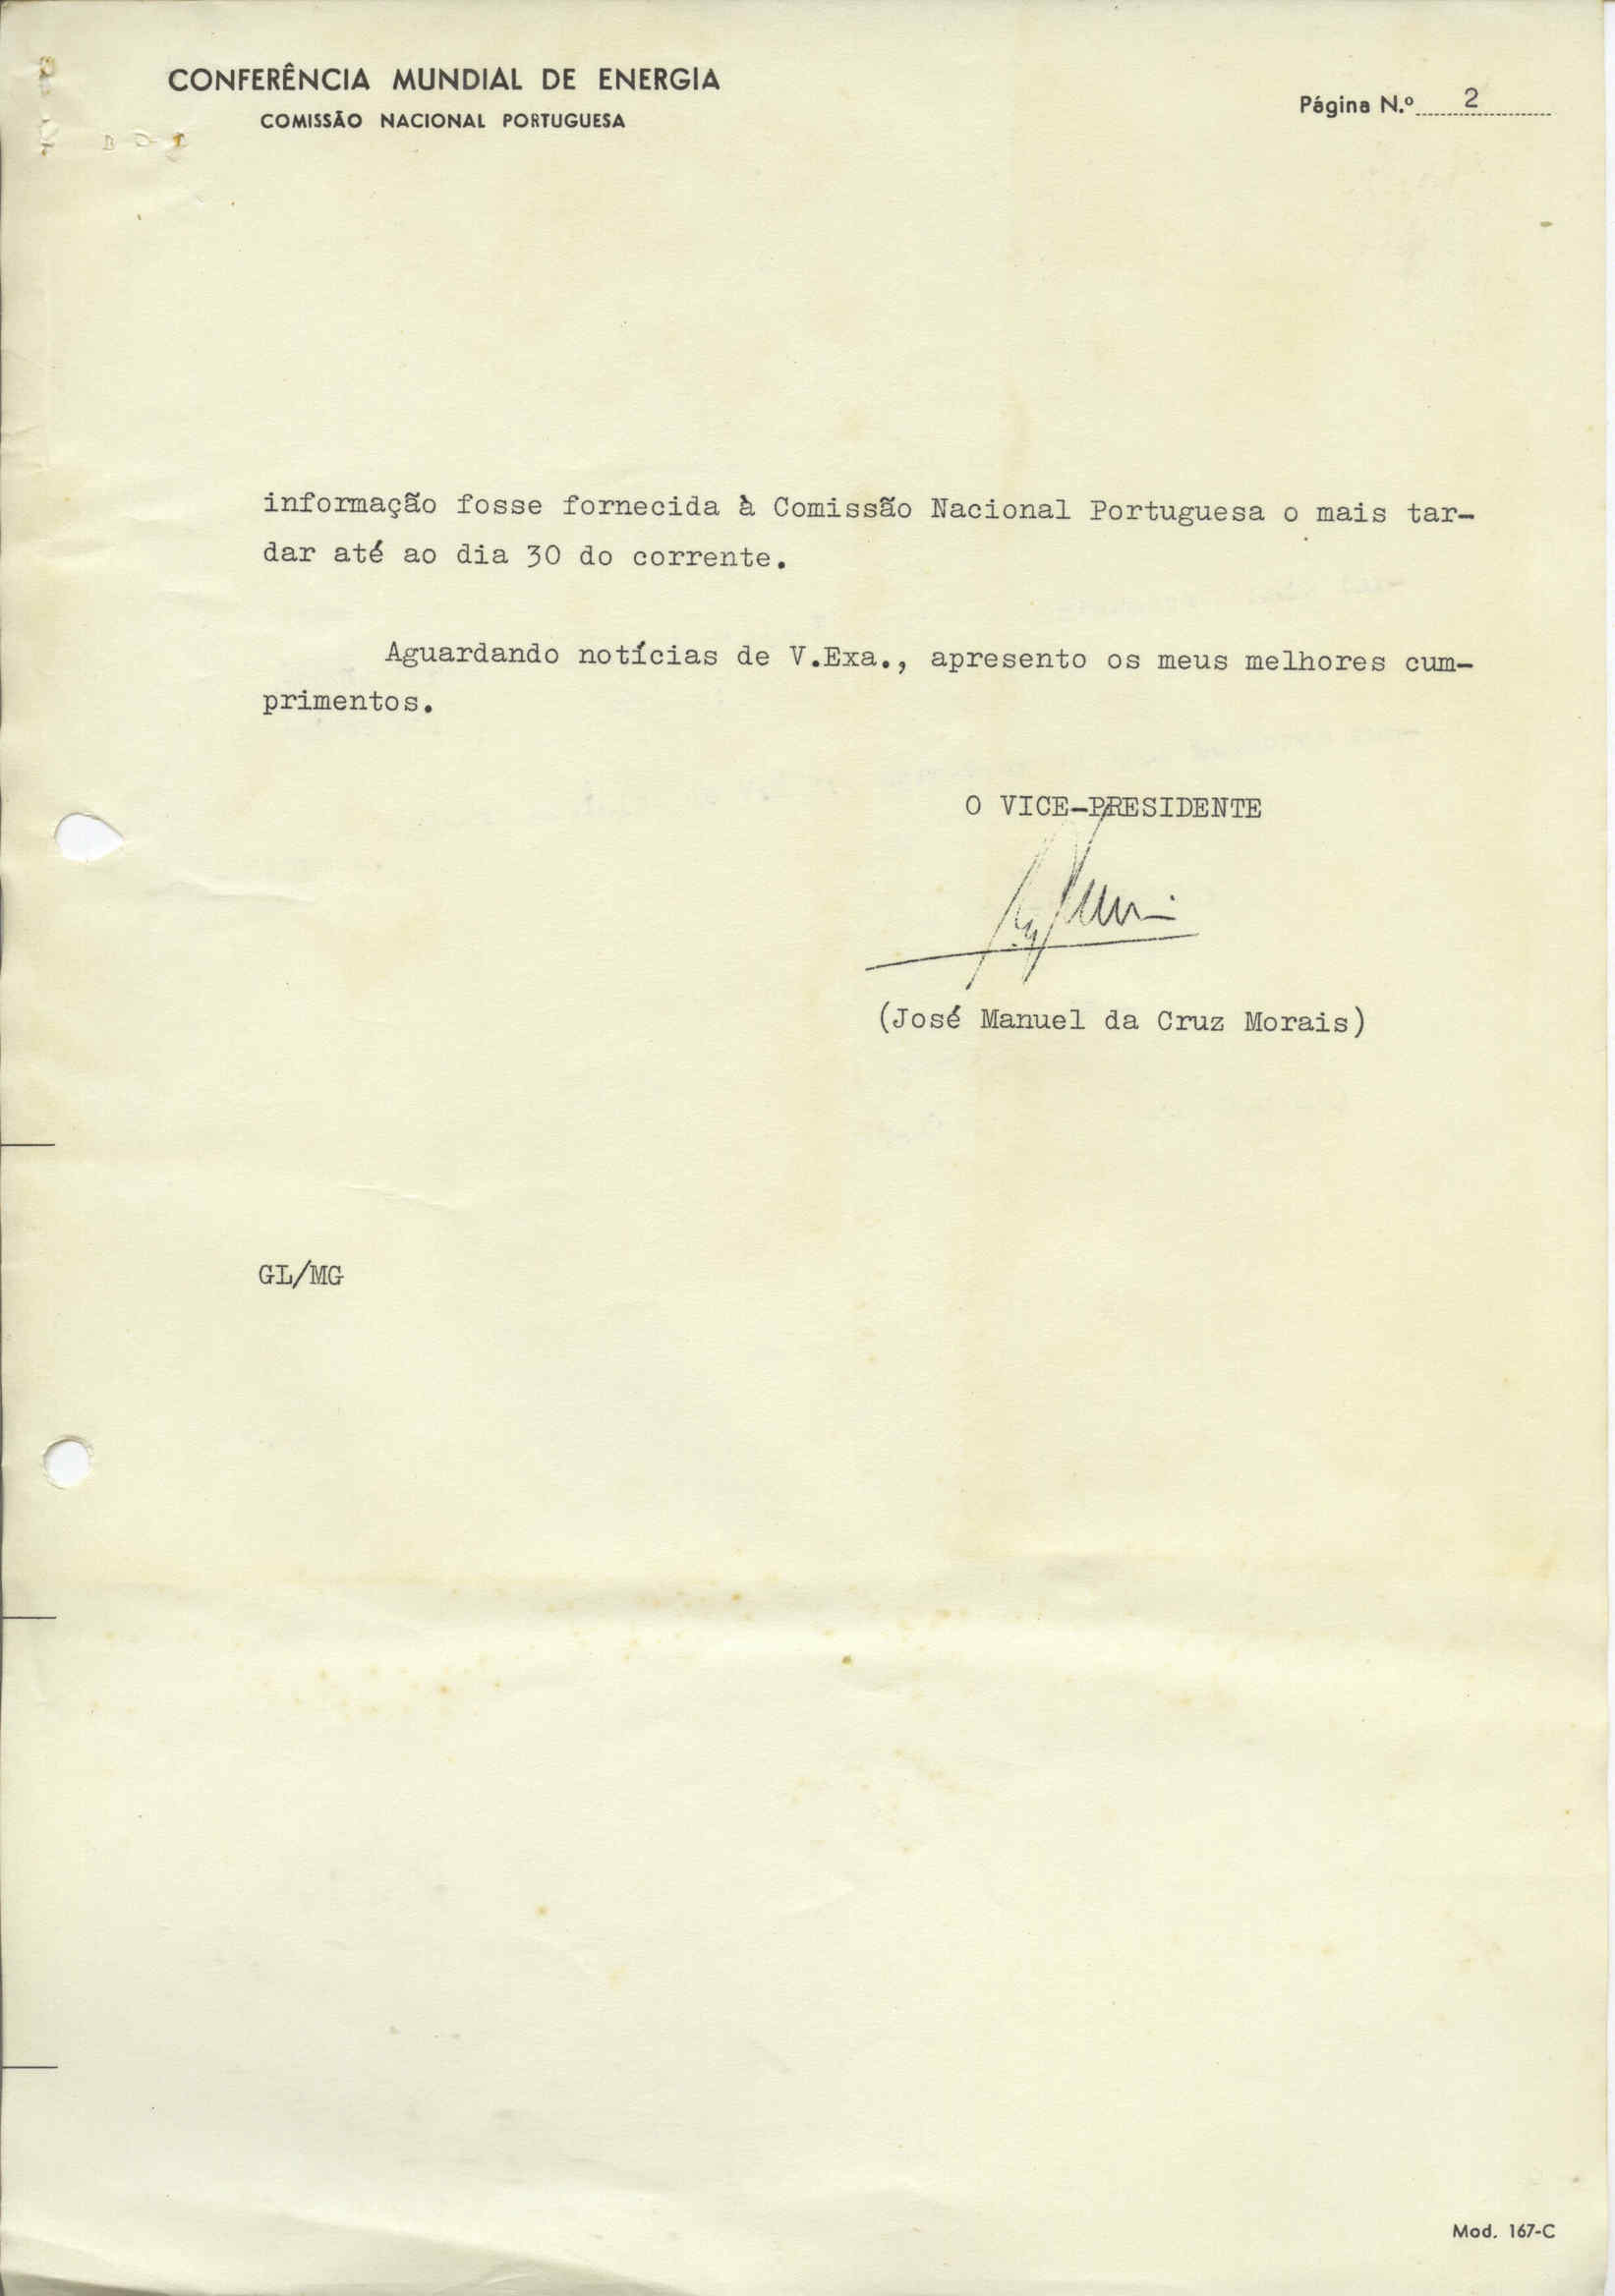 CONFERÊNCIA MUNDIAL DE ENERGIA
COMISSÃO NACIONAL PORTUGUESA
Página N.º 2
informação fosse fornecida à Comissão Nacional Portuguesa o mais tar-
dar até ao dia 30 do corrente.
Aguardando notícias de V.Exa., apresento os meus melhores cum-
primentos.
O VICE-PRESIDENTE
(José Manuel da Cruz Morais)
GL/MG
Mod. 167-C